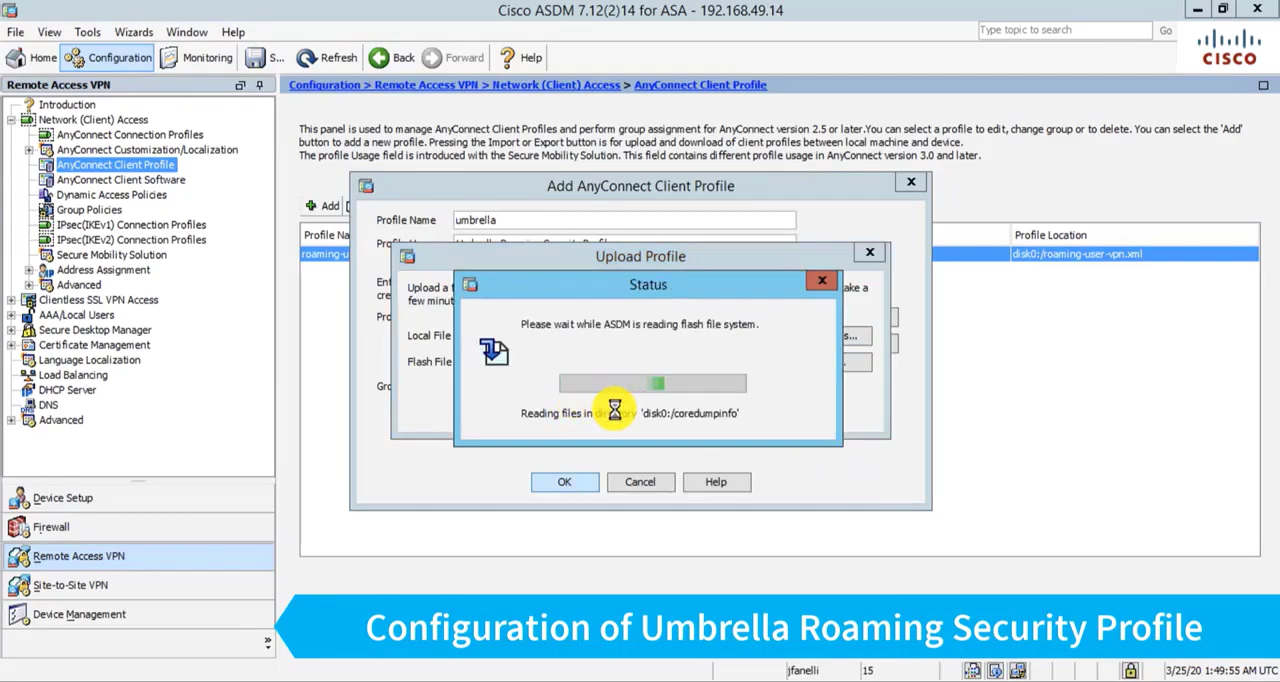 Cisco ASDM 7.12(2)14 for ASA - 192.168.49.14
File View Tools Wizards Window Help
Type topic to search Go
Home Configuration Monitoring S... Refresh Back Forward Help
CISCO
Remote Access VPN
Configuration > Remote Access VPN > Network (Client) Access > AnyConnect Client Profile
Introduction
Network (Client) Access
AnyConnect Connection Profiles
AnyConnect Customization/Localization
AnyConnect Client Profile
AnyConnect Client Software
Dynamic Access Policies
Group Policies
IPsec(IKEv1) Connection Profiles
IPsec(IKEv2) Connection Profiles
Secure Mobility Solution
Address Assignment
Advanced
Clientless SSL VPN Access
AAA/Local Users
Secure Desktop Manager
Certificate Management
Language Localization
Load Balancing
DHCP Server
DNS
Advanced
Device Setup
Firewall
Remote Access VPN
Site-to-Site VPN
Device Management
This panel is used to manage AnyConnect Client Profiles and perform group assignment for AnyConnect version 2.5 or later.You can select a profile to edit, change group or to delete. You can select the 'Add'
button to add a new profile. Pressing the Import or Export button is for upload and download of client profiles between local machine and device.
The profile Usage field is introduced with the Secure Mobility Solution. This field contains different profile usage in AnyConnect version 3.0 and later.
Add
Profile Na
Profile Location
roaming-u
disk0:/roaming-user-vpn.xml
Add AnyConnect Client Profile
Profile Name umbrella
Upload Profile
Upload a f
ake a
few minut
Local File
s...
Flash File
Status
Please wait while ASDM is reading flash file system.
Reading files in directory 'disk0:/coredumpinfo'
OK Cancel Help
Configuration of Umbrella Roaming Security Profile
jfanelli 15 3/25/20 1:49:55 AM UTC